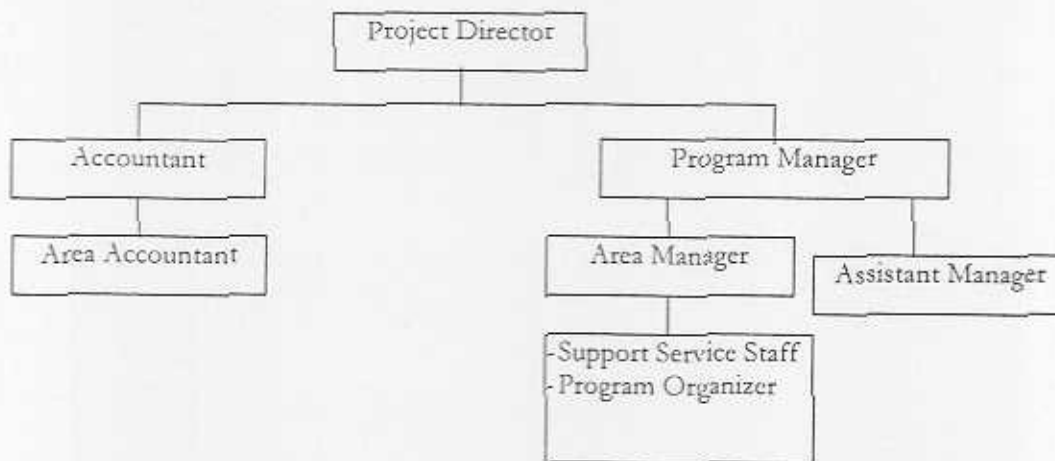 Project Director
Accountant
Program Manager
Area Accountant
Area Manager
Assistant Manager
-Support Service Staff
-Program Organizer